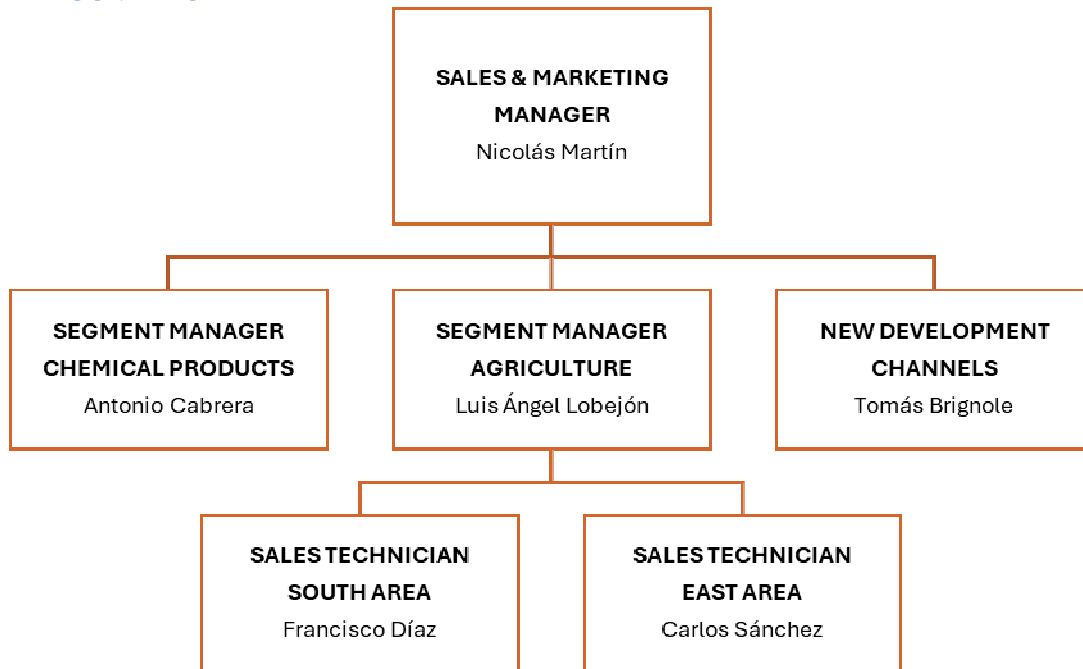 SALES & MARKETING
MANAGER
Nicolás Martín
SEGMENT MANAGER
CHEMICAL PRODUCTS
Antonio Cabrera
SEGMENT MANAGER
AGRICULTURE
Luis Ángel Lobejón
NEW DEVELOPMENT
CHANNELS
Tomás Brignole
SALES TECHNICIAN
SOUTH AREA
Francisco Díaz
SALES TECHNICIAN
EAST AREA
Carlos Sánchez